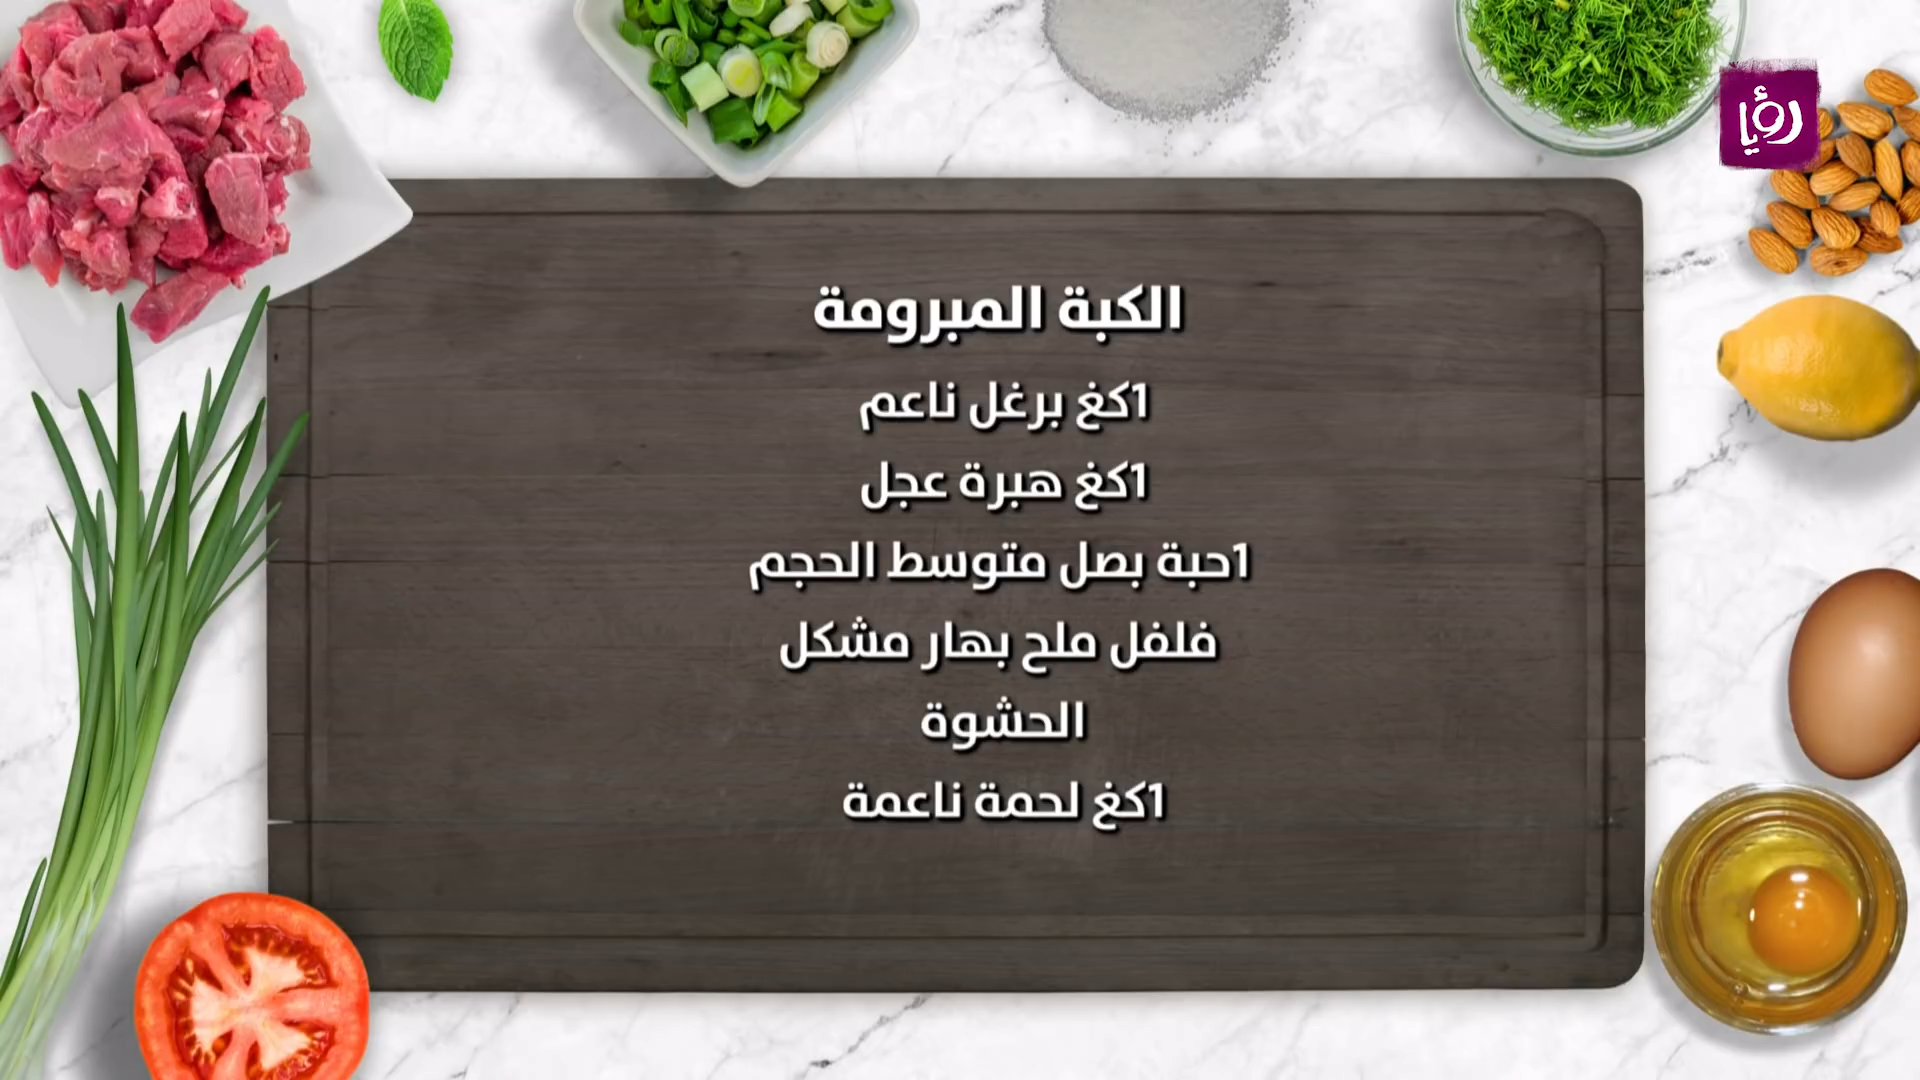 رؤيا
الكبة المبرومة
1كغ برغل ناعم
1كغ هبرة عجل
1حبة بصل متوسط الحجم
فلفل ملح بهار مشكل
الحشوة
1كغ لحمة ناعمة